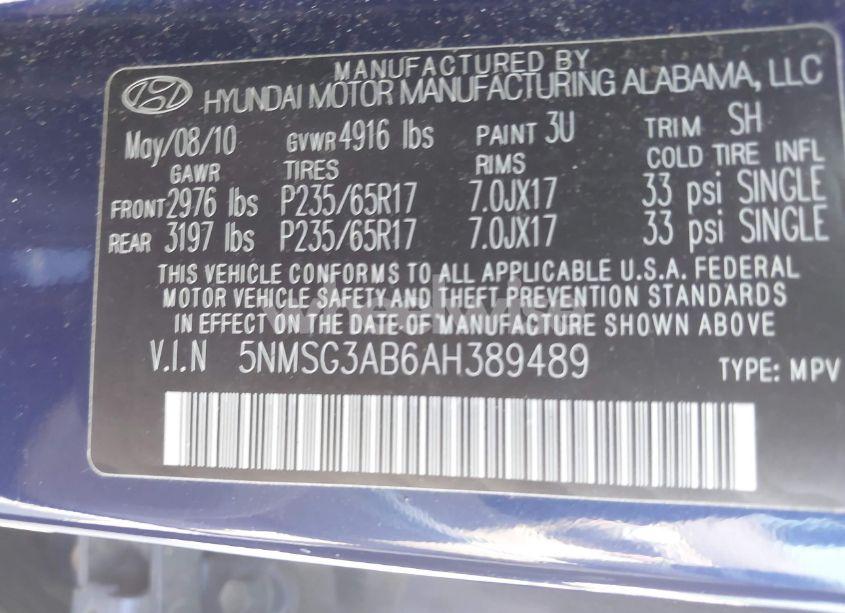 MANUFACTURED BY
HYUNDAI MOTOR MANUFACTURING ALABAMA, LLC
May/08/10 GVWR 4916 lbs PAINT 3U TRIM SH
GAWR TIRES RIMS COLD TIRE INFL
FRONT 2976 lbs P235/65R17 7.0JX17 33 psi SINGLE
REAR 3197 lbs P235/65R17 7.0JX17 33 psi SINGLE
THIS VEHICLE CONFORMS TO ALL APPLICABLE U.S.A. FEDERAL
MOTOR VEHICLE SAFETY AND THEFT PREVENTION STANDARDS
IN EFFECT ON THE DATE OF MANUFACTURE SHOWN ABOVE
V.I.N 5NMSG3AB6AH389489 TYPE: MPV